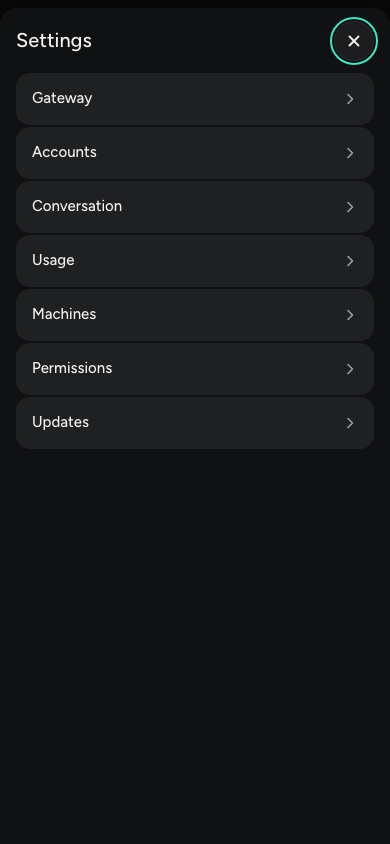 Settings
Gateway
Accounts
Conversation
Usage
Machines
Permissions
Updates